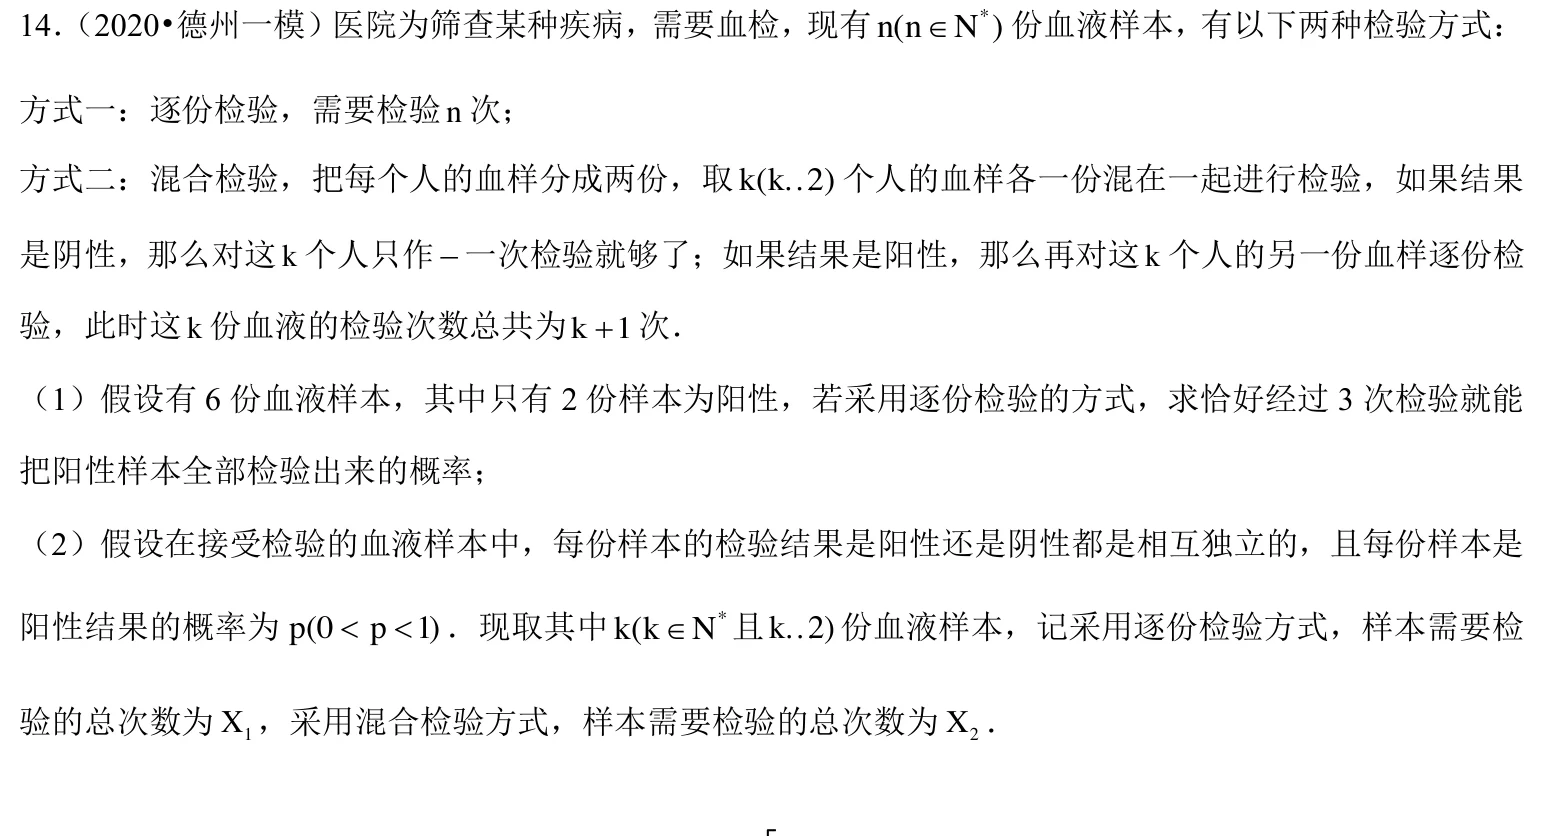 14.（2020•德州一模）医院为筛查某种疾病，需要血检，现有 n(n∈N*) 份血液样本，有以下两种检验方式：
方式一：逐份检验，需要检验 n 次；
方式二：混合检验，把每个人的血样分成两份，取 k(k..2) 个人的血样各一份混在一起进行检验，如果结果
是阴性，那么对这 k 个人只作 – 一次检验就够了；如果结果是阳性，那么再对这 k 个人的另一份血样逐份检
验，此时这 k 份血液的检验次数总共为 k+1 次．
（1）假设有 6 份血液样本，其中只有 2 份样本为阳性，若采用逐份检验的方式，求恰好经过 3 次检验就能
把阳性样本全部检验出来的概率；
（2）假设在接受检验的血液样本中，每份样本的检验结果是阳性还是阴性都是相互独立的，且每份样本是
阳性结果的概率为 p(0<p<1)．现取其中 k(k∈N* 且 k..2) 份血液样本，记采用逐份检验方式，样本需要检
验的总次数为 X₁，采用混合检验方式，样本需要检验的总次数为 X₂．